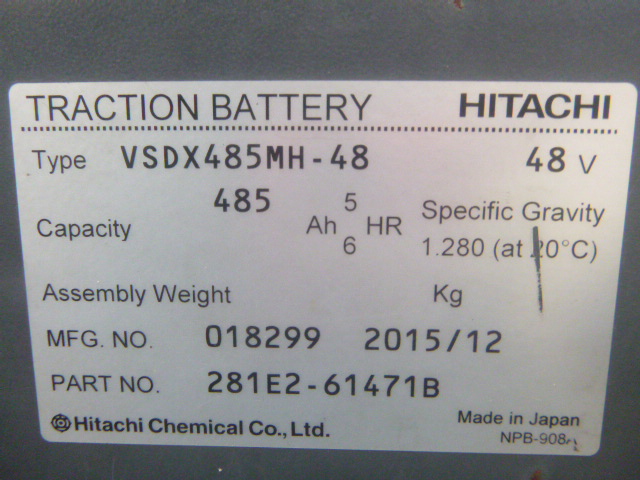 TRACTION BATTERY HITACHI
Type VSDX485MH-48 48 V
Capacity 485 Ah 5 HR Specific Gravity
6 1.280 (at 20°C)
Assembly Weight Kg
MFG. NO. 018299 2015/12
PART NO. 281E2-61471B
Hitachi Chemical Co., Ltd. Made in Japan
NPB-908A